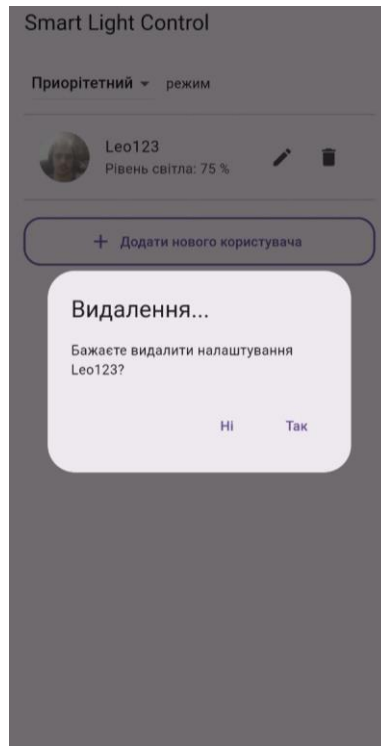 Smart Light Control
Приорітетний режим
Leo123
Рівень світла: 75 %
+ Додати нового користувача
Видалення...
Бажаєте видалити налаштування
Leo123?
Ні Так